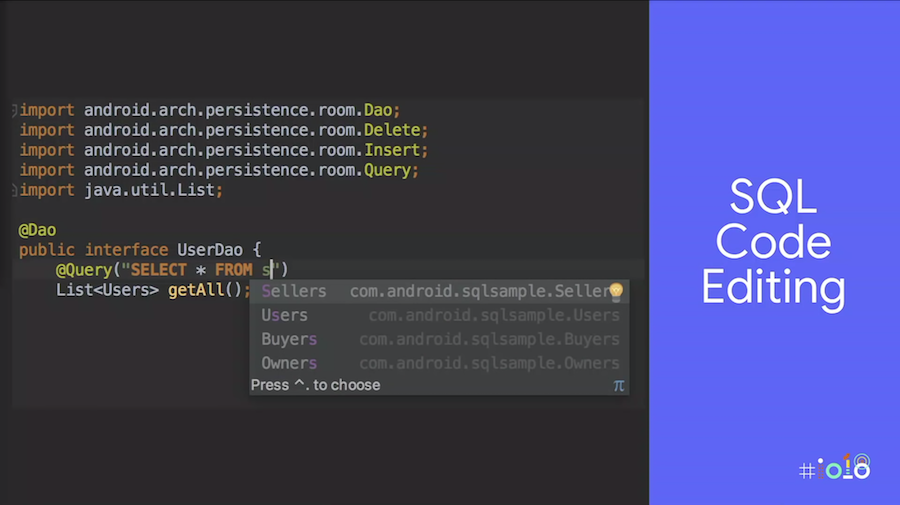 import android.arch.persistence.room.Dao;
import android.arch.persistence.room.Delete;
import android.arch.persistence.room.Insert;
import android.arch.persistence.room.Query;
import java.util.List;
@Dao
public interface UserDao {
@Query("SELECT * FROM s")
List<Users> getAll();
Sellers com.android.sqlsample.Seller
Users com.android.sqlsample.Users
Buyers com.android.sqlsample.Buyers
Owners com.android.sqlsample.Owners
Press ^. to choose π
SQL
Code
Editing
#io18